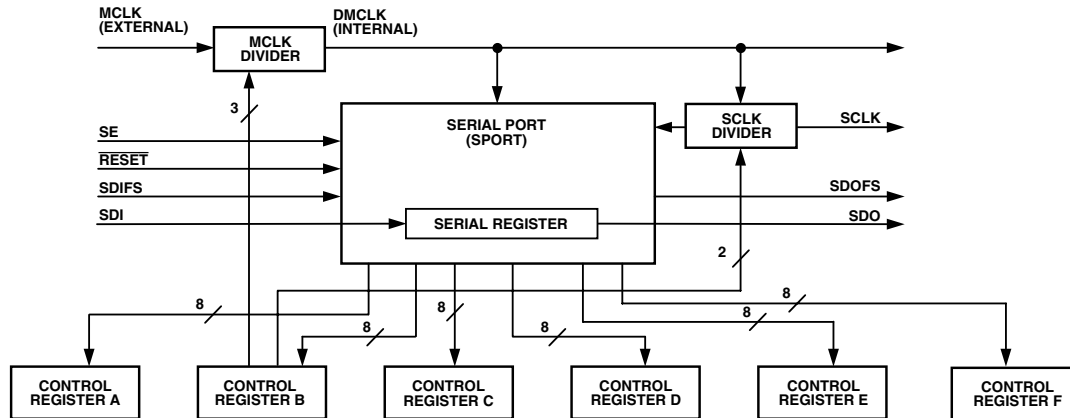 MCLK
(EXTERNAL)
MCLK
DIVIDER
DMCLK
(INTERNAL)
3
SE
RESET
SDIFS
SDI
SERIAL PORT
(SPORT)
SERIAL REGISTER
SCLK
DIVIDER
SCLK
SDOFS
SDO
2
8
8
8
8
8
8
CONTROL
REGISTER A
CONTROL
REGISTER B
CONTROL
REGISTER C
CONTROL
REGISTER D
CONTROL
REGISTER E
CONTROL
REGISTER F